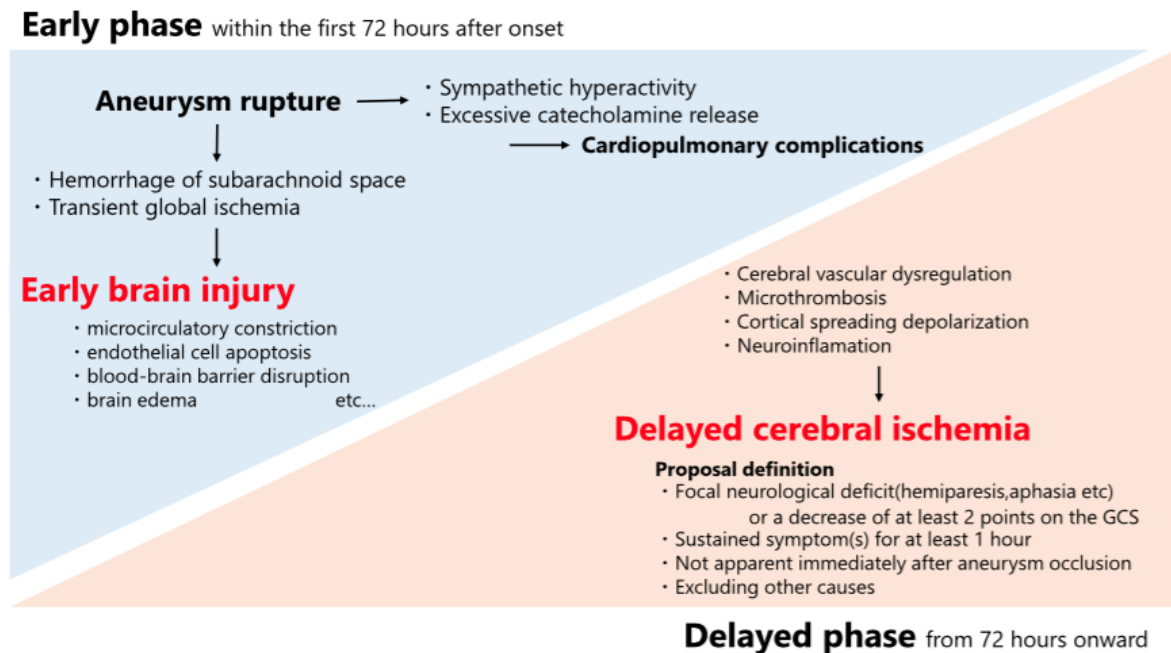 Early phase within the first 72 hours after onset
Aneurysm rupture
・Sympathetic hyperactivity
・Excessive catecholamine release
Cardiopulmonary complications
・Hemorrhage of subarachnoid space
・Transient global ischemia
Early brain injury
・microcirculatory constriction
・endothelial cell apoptosis
・blood-brain barrier disruption
・brain edema etc...
・Cerebral vascular dysregulation
・Microthrombosis
・Cortical spreading depolarization
・Neuroinflamation
Delayed cerebral ischemia
Proposal definition
・Focal neurological deficit(hemiparesis,aphasia etc)
or a decrease of at least 2 points on the GCS
・Sustained symptom(s) for at least 1 hour
・Not apparent immediately after aneurysm occlusion
・Excluding other causes
Delayed phase from 72 hours onward